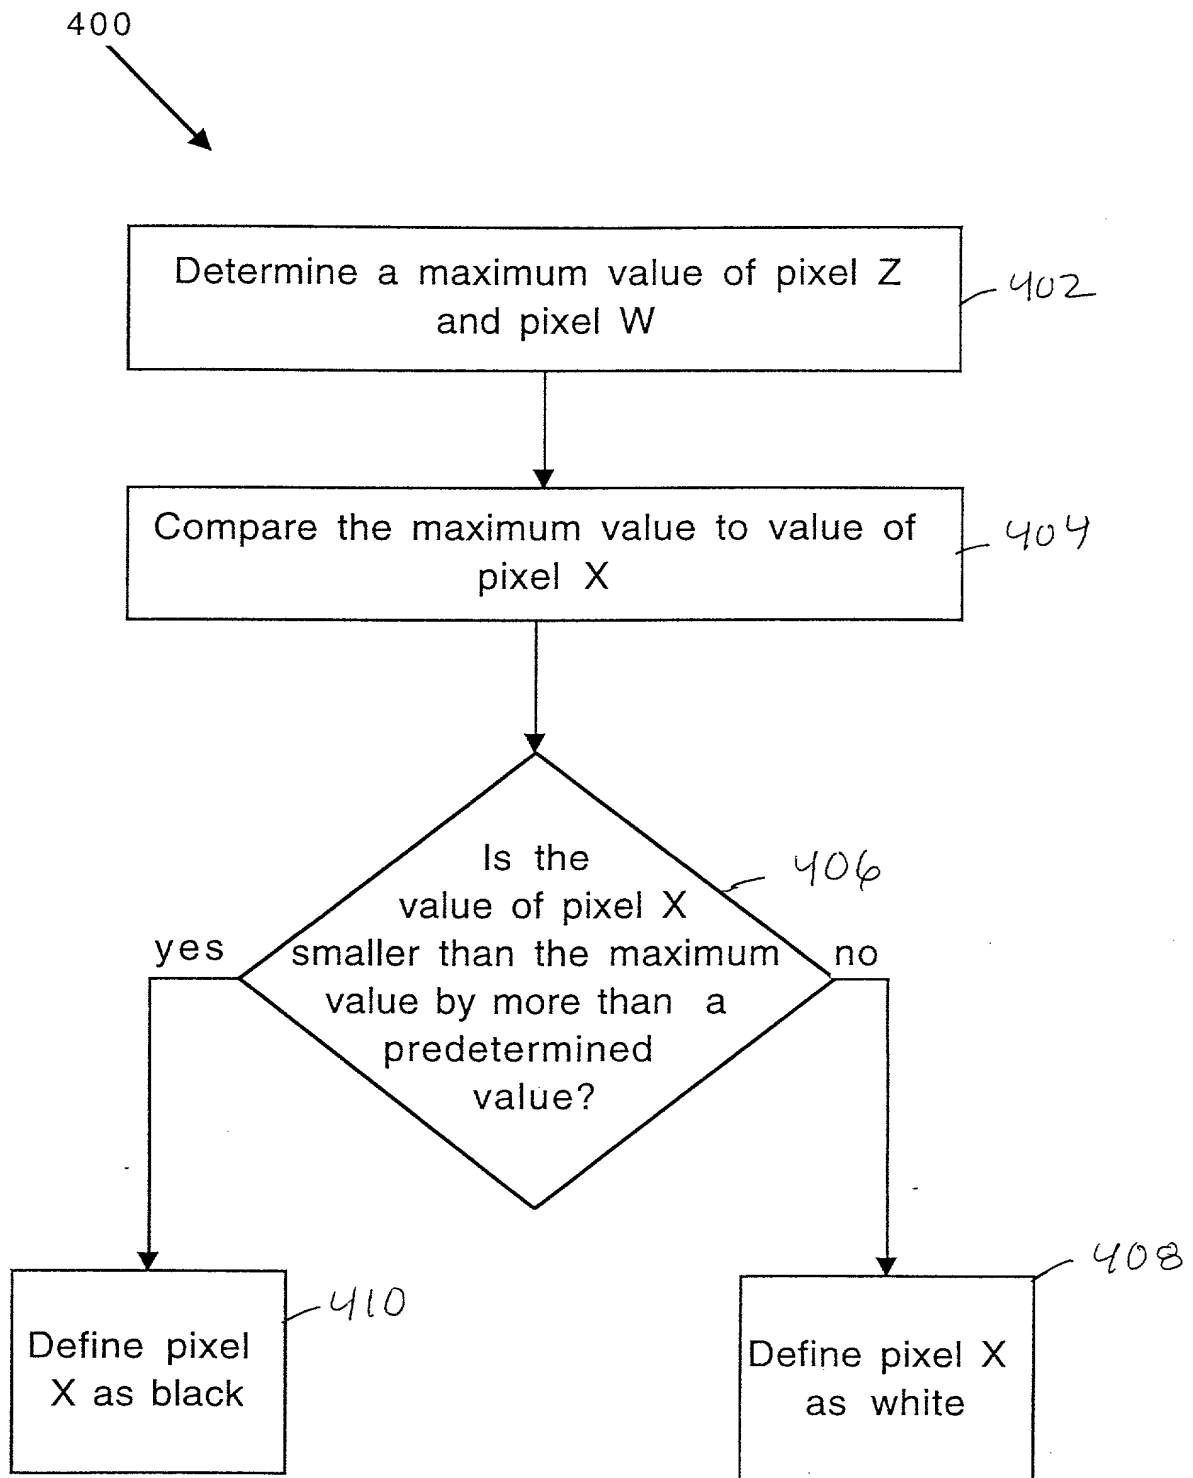 400
Determine a maximum value of pixel Z
and pixel W
402
Compare the maximum value to value of
pixel X
404
Is the
value of pixel X
smaller than the maximum
value by more than a
predetermined
value?
406
yes
no
Define pixel
X as black
410
Define pixel X
as white
408